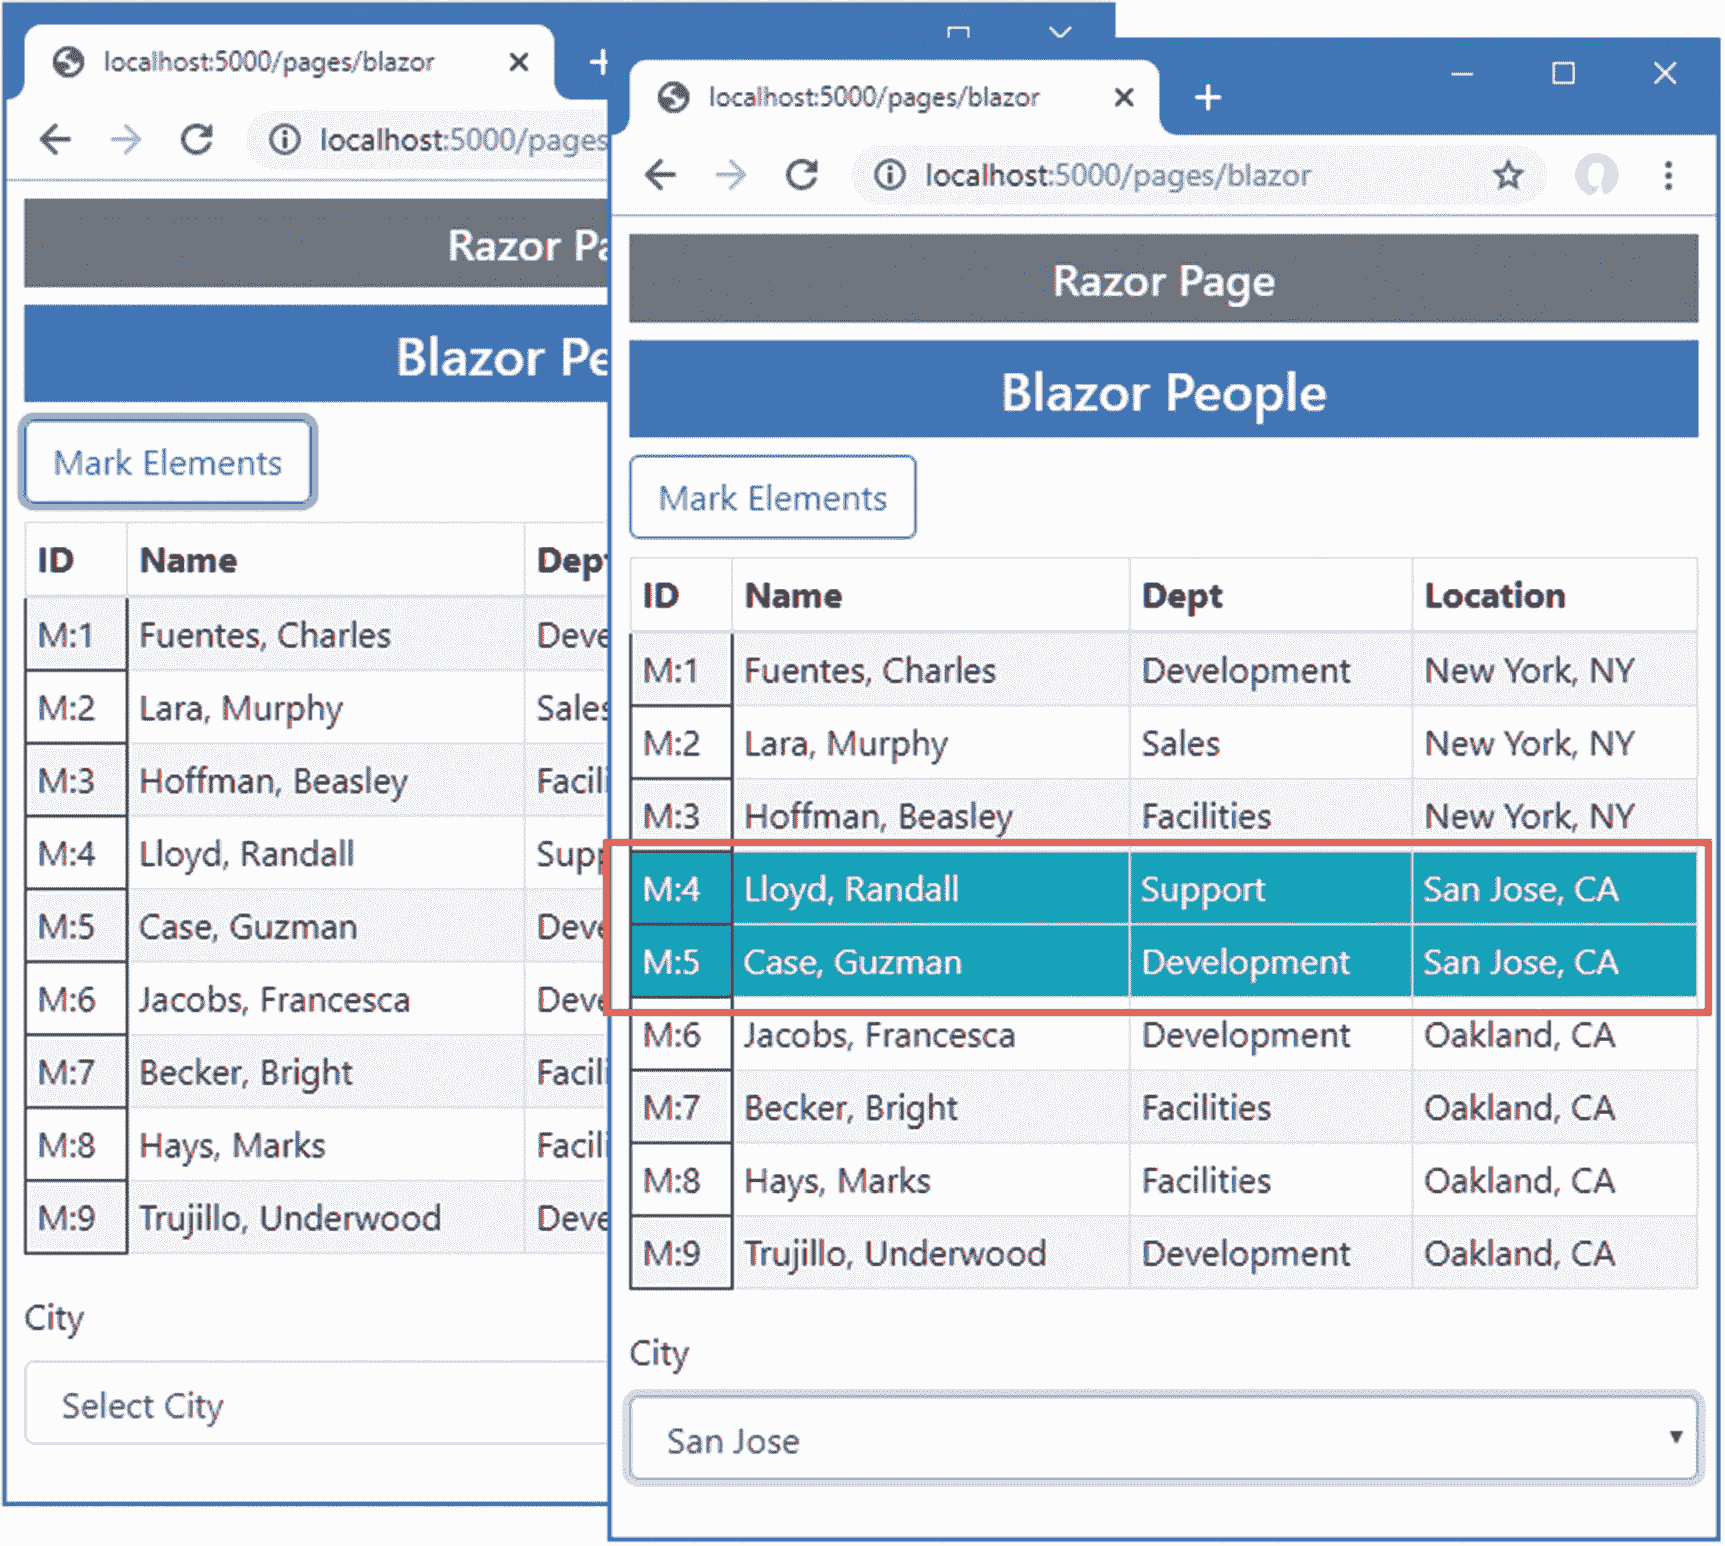 localhost:5000/pages/blazor
localhost:5000/pages
Razor Pa
Blazor Pe
Mark Elements
ID Name Dept
M:1 Fuentes, Charles Deve
M:2 Lara, Murphy Sales
M:3 Hoffman, Beasley Facili
M:4 Lloyd, Randall Supp
M:5 Case, Guzman Deve
M:6 Jacobs, Francesca Deve
M:7 Becker, Bright Facili
M:8 Hays, Marks Facili
M:9 Trujillo, Underwood Deve
City
Select City
localhost:5000/pages/blazor
localhost:5000/pages/blazor
Razor Page
Blazor People
Mark Elements
ID Name Dept Location
M:1 Fuentes, Charles Development New York, NY
M:2 Lara, Murphy Sales New York, NY
M:3 Hoffman, Beasley Facilities New York, NY
M:4 Lloyd, Randall Support San Jose, CA
M:5 Case, Guzman Development San Jose, CA
M:6 Jacobs, Francesca Development Oakland, CA
M:7 Becker, Bright Facilities Oakland, CA
M:8 Hays, Marks Facilities Oakland, CA
M:9 Trujillo, Underwood Development Oakland, CA
City
San Jose